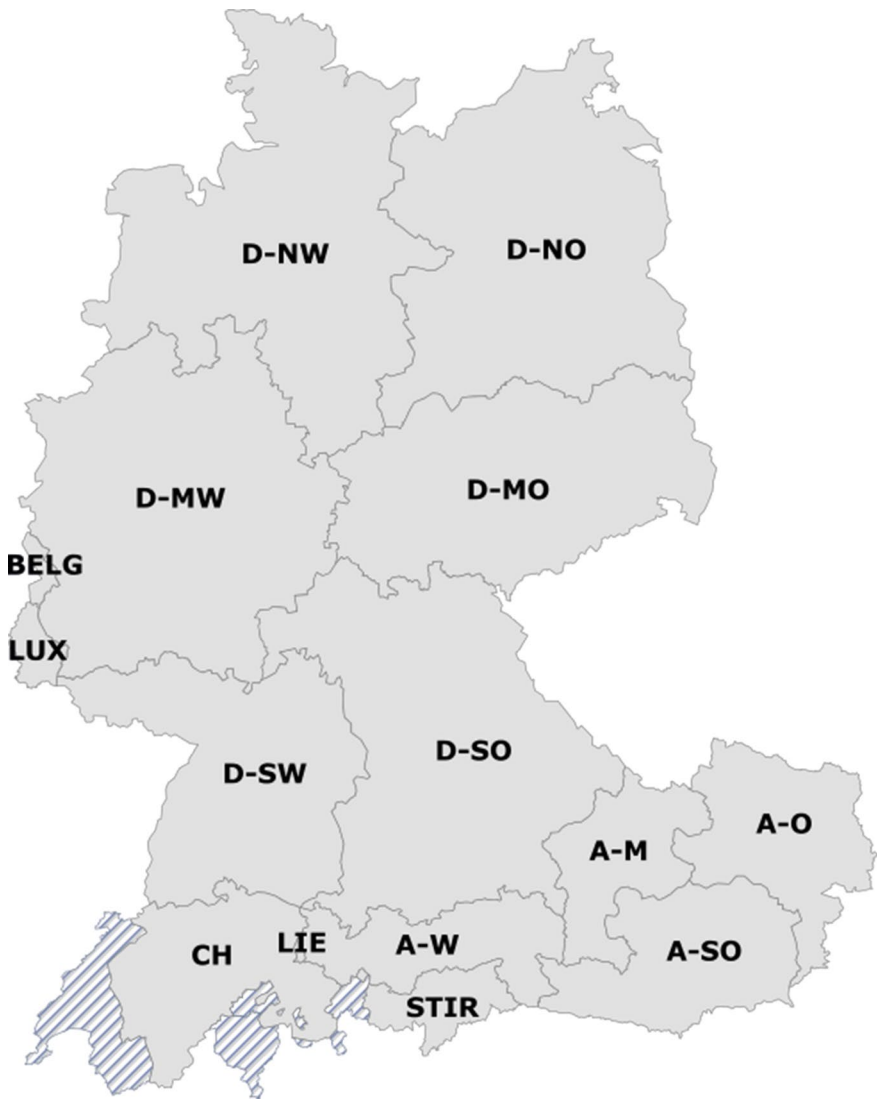 D-NW
D-NO
D-MW
D-MO
BELG
LUX
D-SW
D-SO
A-M
A-O
CH
LIE
A-W
A-SO
STIR